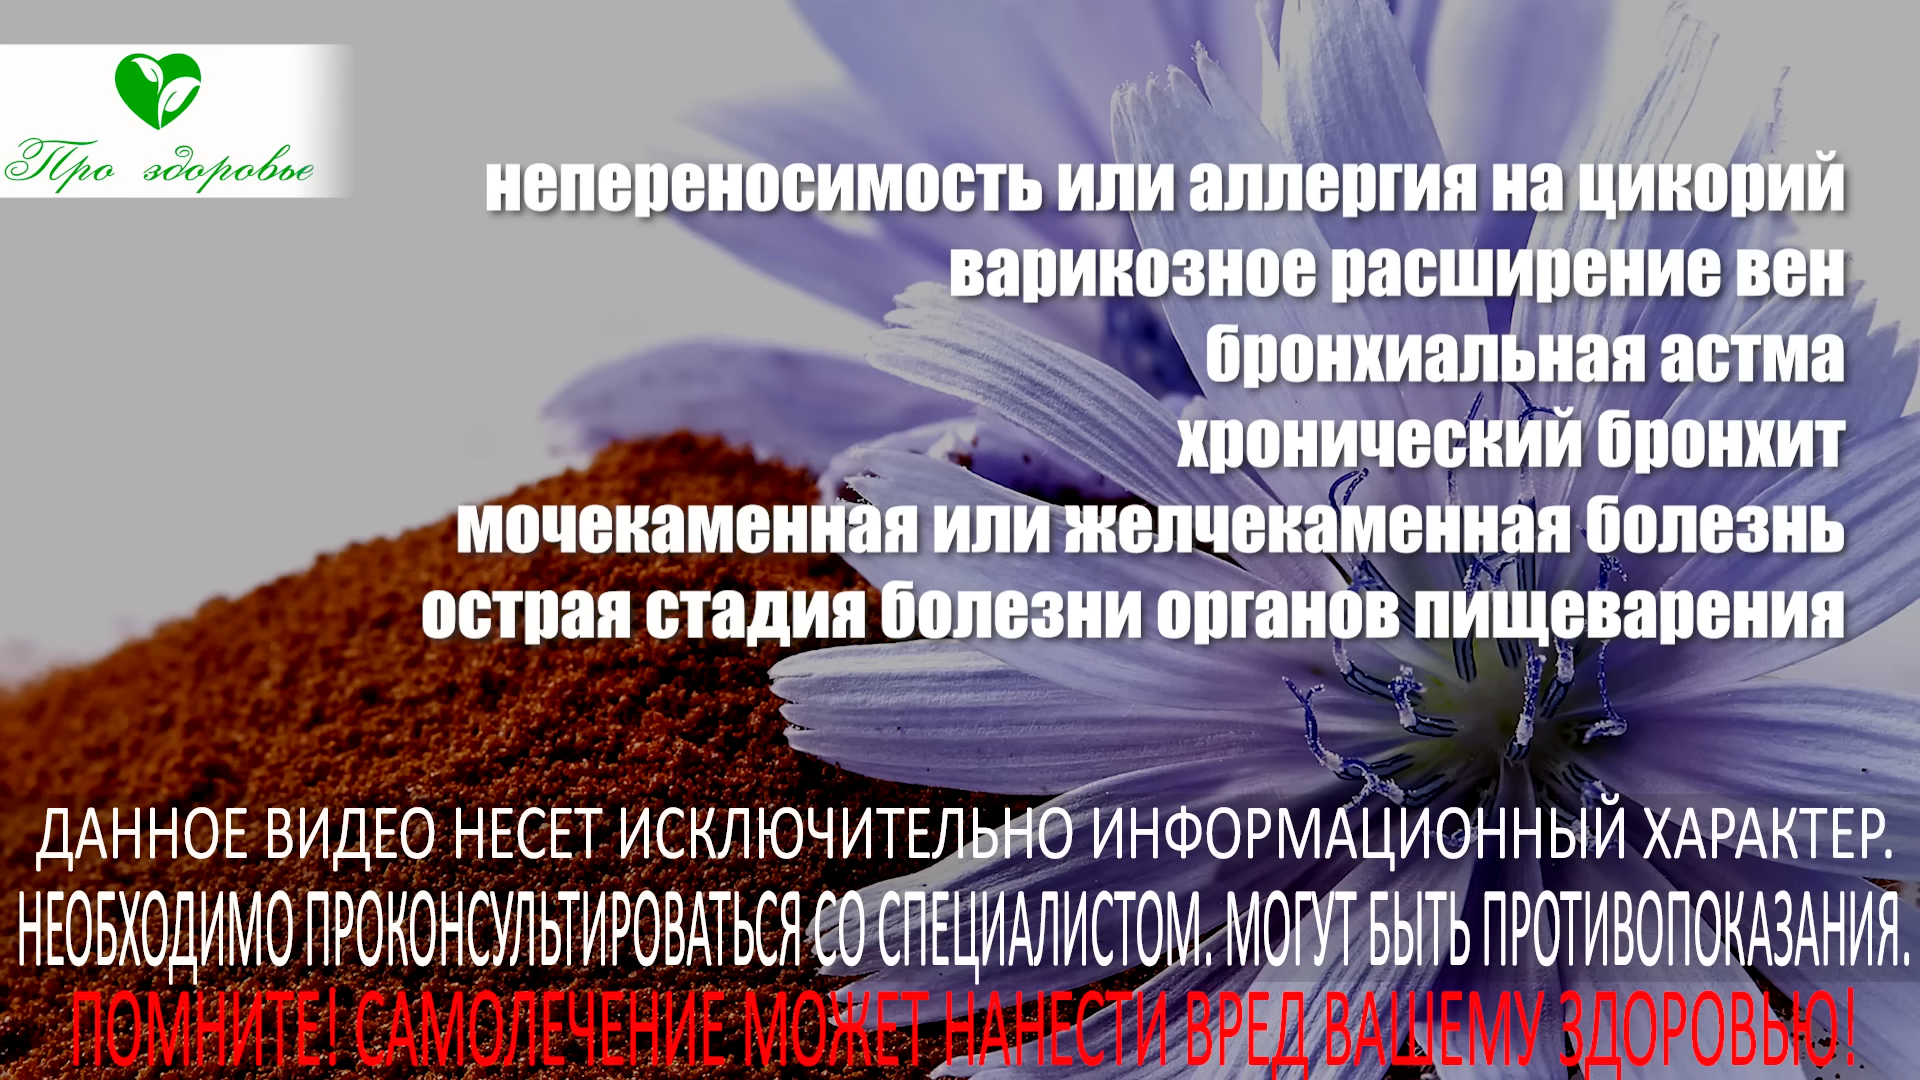 Про здоровье
непереносимость или аллергия на цикорий
варикозное расширение вен
бронхиальная астма
хронический бронхит
мочекаменная или желчекаменная болезнь
острая стадия болезни органов пищеварения
ДАННОЕ ВИДЕО НЕСЕТ ИСКЛЮЧИТЕЛЬНО ИНФОРМАЦИОННЫЙ ХАРАКТЕР.
НЕОБХОДИМО ПРОКОНСУЛЬТИРОВАТЬСЯ СО СПЕЦИАЛИСТОМ. МОГУТ БЫТЬ ПРОТИВОПОКАЗАНИЯ.
ПОМНИТЕ! САМОЛЕЧЕНИЕ МОЖЕТ НАНЕСТИ ВРЕД ВАШЕМУ ЗДОРОВЬЮ!